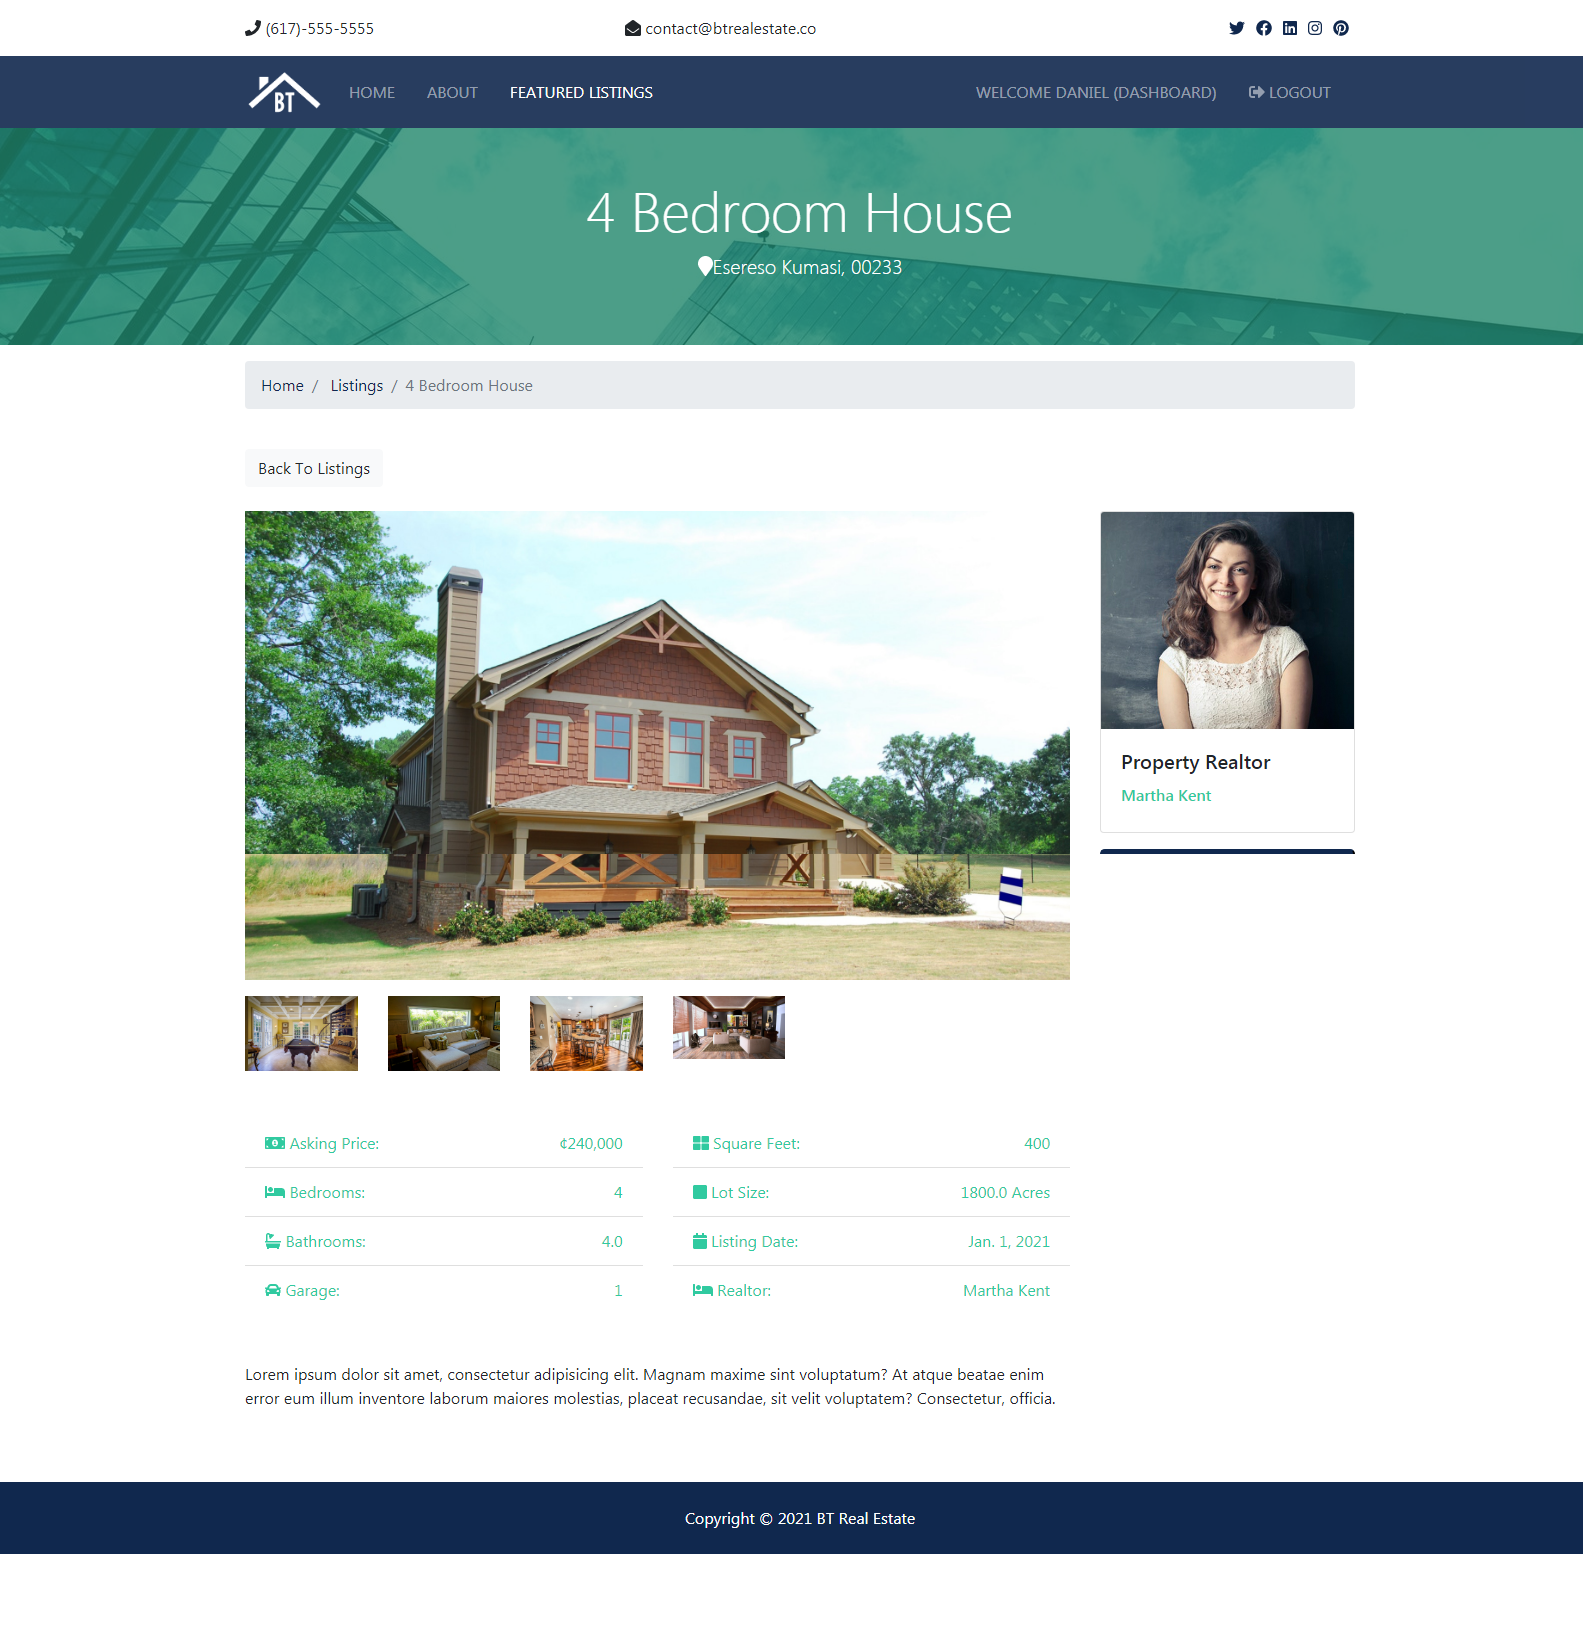 (617)-555-5555
contact@btrealestate.co
BT
HOME
ABOUT
FEATURED LISTINGS
WELCOME DANIEL (DASHBOARD)
LOGOUT
4 Bedroom House
Esereso Kumasi, 00233
Home / Listings / 4 Bedroom House
Back To Listings
Property Realtor
Martha Kent
Asking Price: ¢240,000
Square Feet: 400
Bedrooms: 4
Lot Size: 1800.0 Acres
Bathrooms: 4.0
Listing Date: Jan. 1, 2021
Garage: 1
Realtor: Martha Kent
Lorem ipsum dolor sit amet, consectetur adipisicing elit. Magnam maxime sint voluptatum? At atque beatae enim
error eum illum inventore laborum maiores molestias, placeat recusandae, sit velit voluptatem? Consectetur, officia.
Copyright © 2021 BT Real Estate